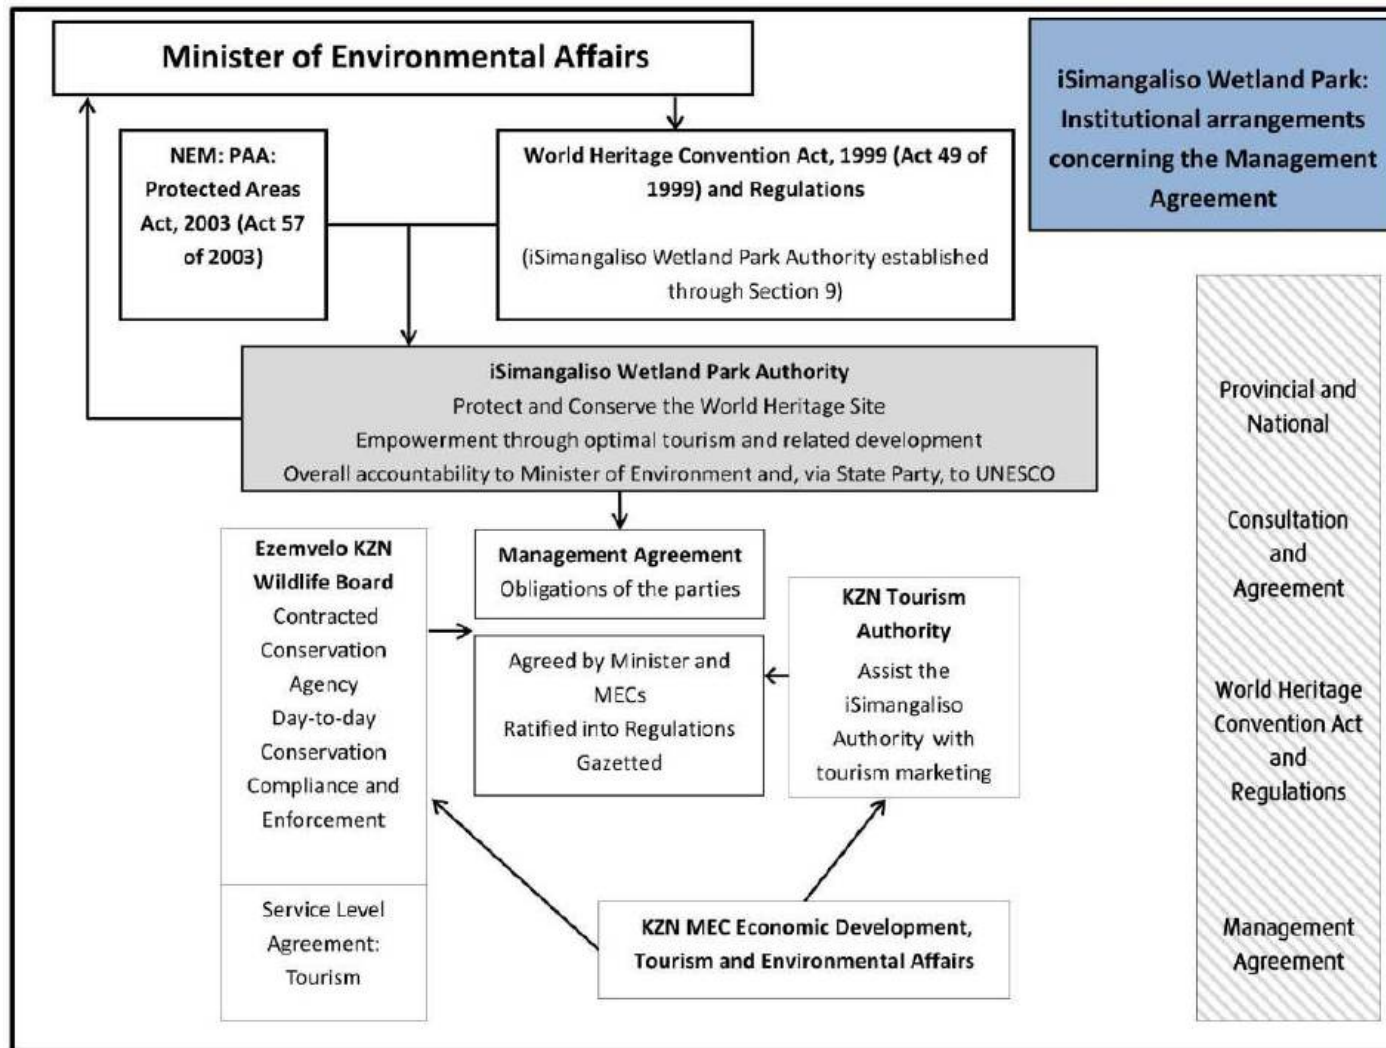 Minister of Environmental Affairs
iSimangaliso Wetland Park:
Institutional arrangements
concerning the Management
Agreement
NEM: PAA:
Protected Areas
Act, 2003 (Act 57
of 2003)
World Heritage Convention Act, 1999 (Act 49 of
1999) and Regulations
(iSimangaliso Wetland Park Authority established
through Section 9)
iSimangaliso Wetland Park Authority
Protect and Conserve the World Heritage Site
Empowerment through optimal tourism and related development
Overall accountability to Minister of Environment and, via State Party, to UNESCO
Ezemvelo KZN
Wildlife Board
Contracted
Conservation
Agency
Day-to-day
Conservation
Compliance and
Enforcement
Service Level
Agreement:
Tourism
Management Agreement
Obligations of the parties
Agreed by Minister and
MECs
Ratified into Regulations
Gazetted
KZN Tourism
Authority
Assist the
iSimangaliso
Authority with
tourism marketing
KZN MEC Economic Development,
Tourism and Environmental Affairs
Provincial and
National
Consultation
and
Agreement
World Heritage
Convention Act
and
Regulations
Management
Agreement